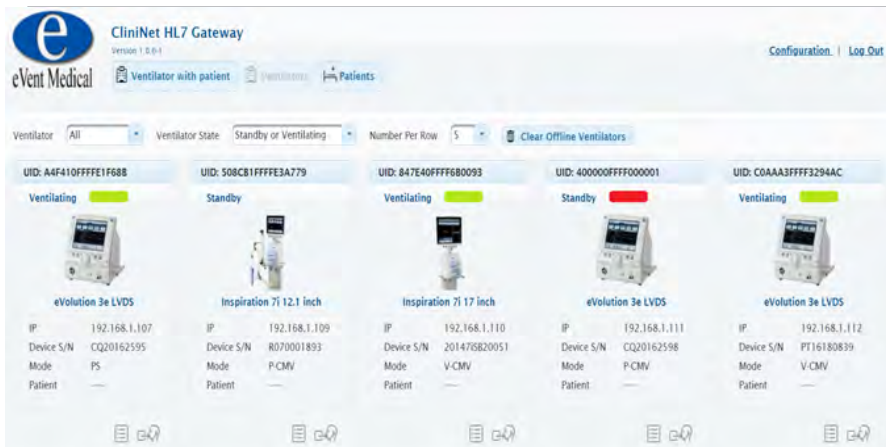 e
eVent Medical
CliniNet HL7 Gateway
Version 1.0.0-1
Configuration | Log Out
Ventilator with patient Ventilators Patients
Ventilator All Ventilator State Standby or Ventilating Number Per Row 5 Clear Offline Ventilators
UID: A4F410FFFFE1F688 UID: 508CB1FFFFE3A779 UID: 847E40FFFF6B0093 UID: 400000FFFF000001 UID: C0AAA3FFFF3294AC
Ventilating Standby Ventilating Standby Ventilating
eVolution 3e LVDS Inspiration 7i 12.1 inch Inspiration 7i 17 inch eVolution 3e LVDS eVolution 3e LVDS
IP 192.168.1.107 IP 192.168.1.109 IP 192.168.1.110 IP 192.168.1.111 IP 192.168.1.112
Device S/N CQ20162595 Device S/N R070001893 Device S/N Device S/N CQ20162598 Device S/N PT16180839
Mode PS Mode P-CMV Mode V-CMV Mode P-CMV Mode V-CMV
Patient ---- Patient ---- Patient ---- Patient ---- Patient ----